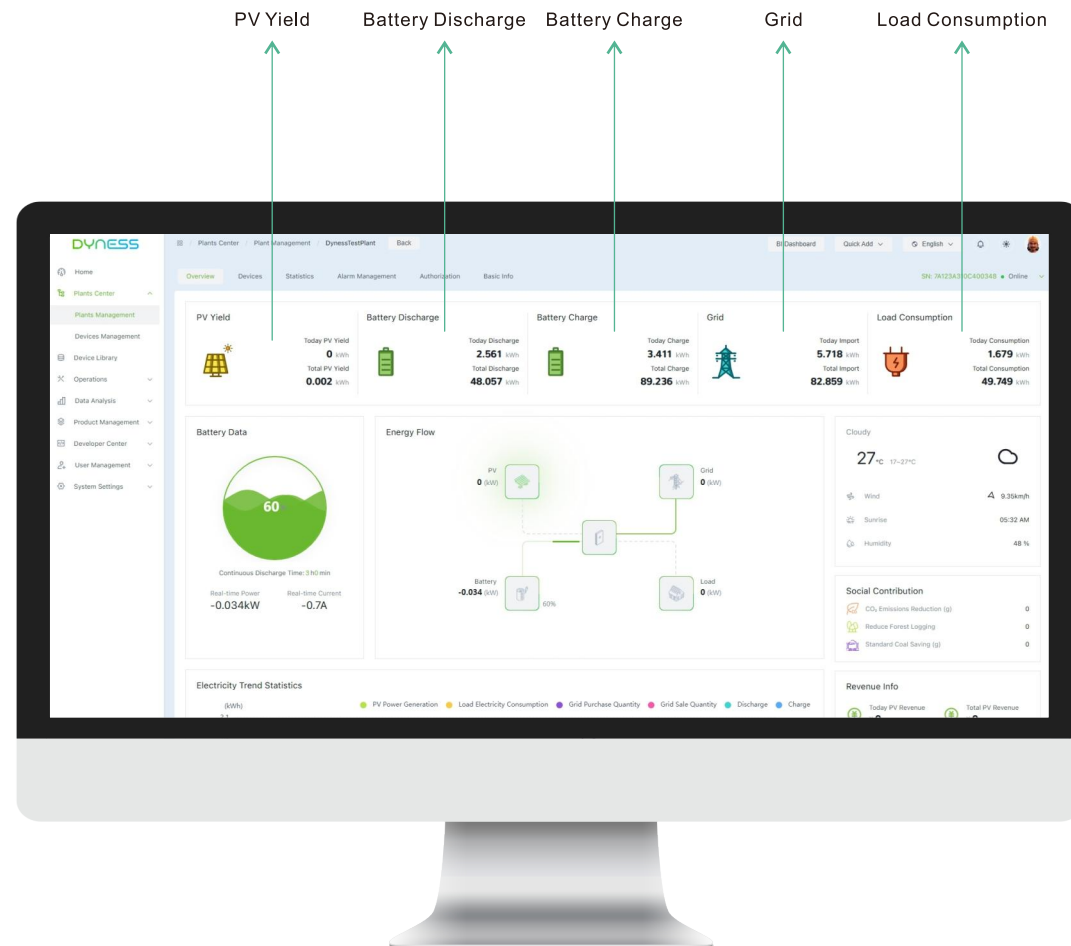 PV Yield Battery Discharge Battery Charge Grid Load Consumption
DYNESS
Plants Center / Plant Management / DynessTestPlant Back
BI Dashboard Quick Add English
Home
Plants Center
Plants Management
Devices Management
Device Library
Operations
Data Analysis
Product Management
Developer Center
User Management
System Settings
Overview Devices Statistics Alarm Management Authorization Basic Info
Online
PV Yield
Today PV Yield
0 kWh
Total PV Yield
0.002 kWh
Battery Discharge
Today Discharge
2.561 kWh
Total Discharge
48.057 kWh
Battery Charge
Today Charge
3.411 kWh
Total Charge
89.236 kWh
Grid
Today Import
5.718 kWh
Total Import
82.859 kWh
Load Consumption
Today Consumption
1.679 kWh
Total Consumption
49.749 kWh
Battery Data
60
Continuous Discharge Time: 3 h0 min
Real-time Power Real-time Current
-0.034kW -0.7A
Energy Flow
PV
0 (kW)
Grid
0 (kW)
Battery
-0.034 (kW)
60%
Load
0 (kW)
Cloudy
27°C 17~27°C
Wind 9.35km/h
Sunrise 05:32 AM
Humidity 48 %
Social Contribution
CO₂ Emissions Reduction (g) 0
Reduce Forest Logging 0
Standard Coal Saving (g) 0
Electricity Trend Statistics
(kWh)
PV Power Generation Load Electricity Consumption Grid Purchase Quantity Grid Sale Quantity Discharge Charge
Revenue Info
Today PV Revenue Total PV Revenue